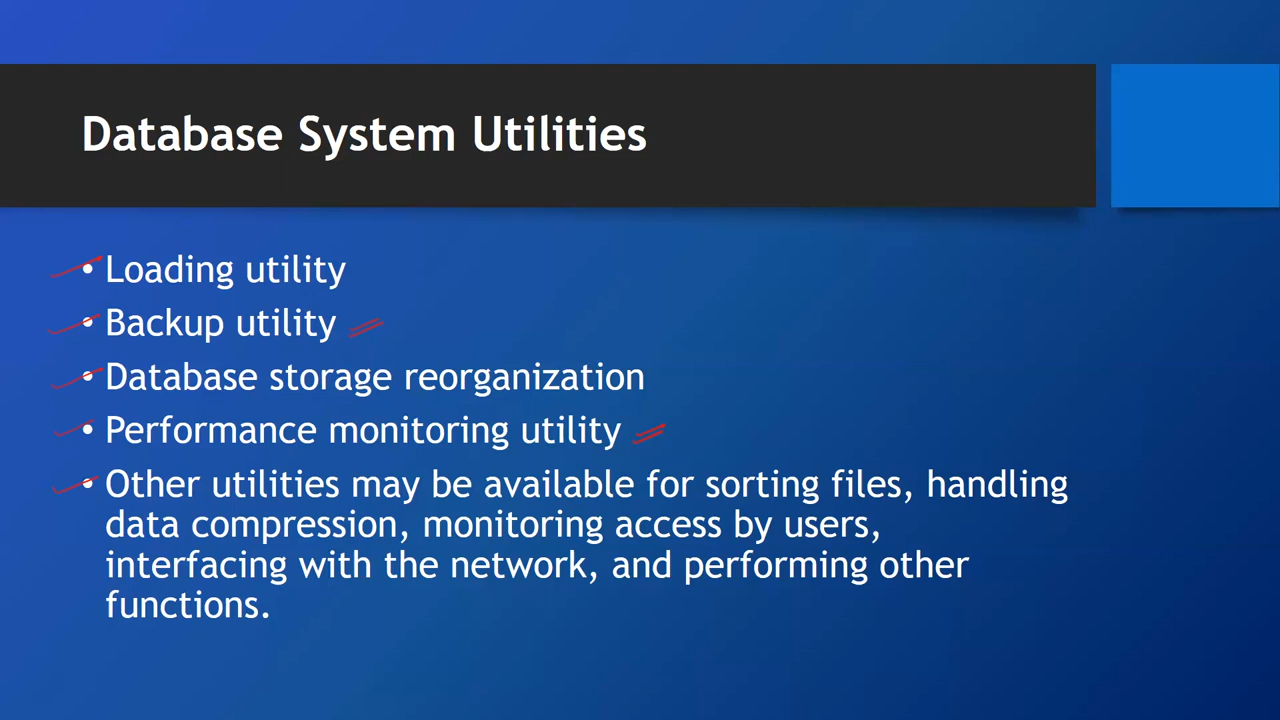 Database System Utilities
• Loading utility
• Backup utility
• Database storage reorganization
• Performance monitoring utility
• Other utilities may be available for sorting files, handling
data compression, monitoring access by users,
interfacing with the network, and performing other
functions.